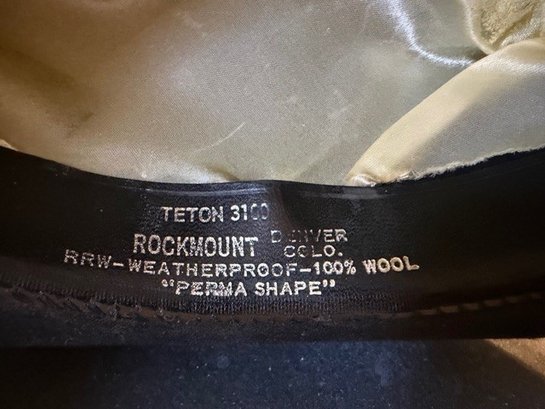 TETON 3100
ROCKMOUNT DENVER COLO.
RRW-WEATHERPROOF-100% WOOL
"PERMA SHAPE"